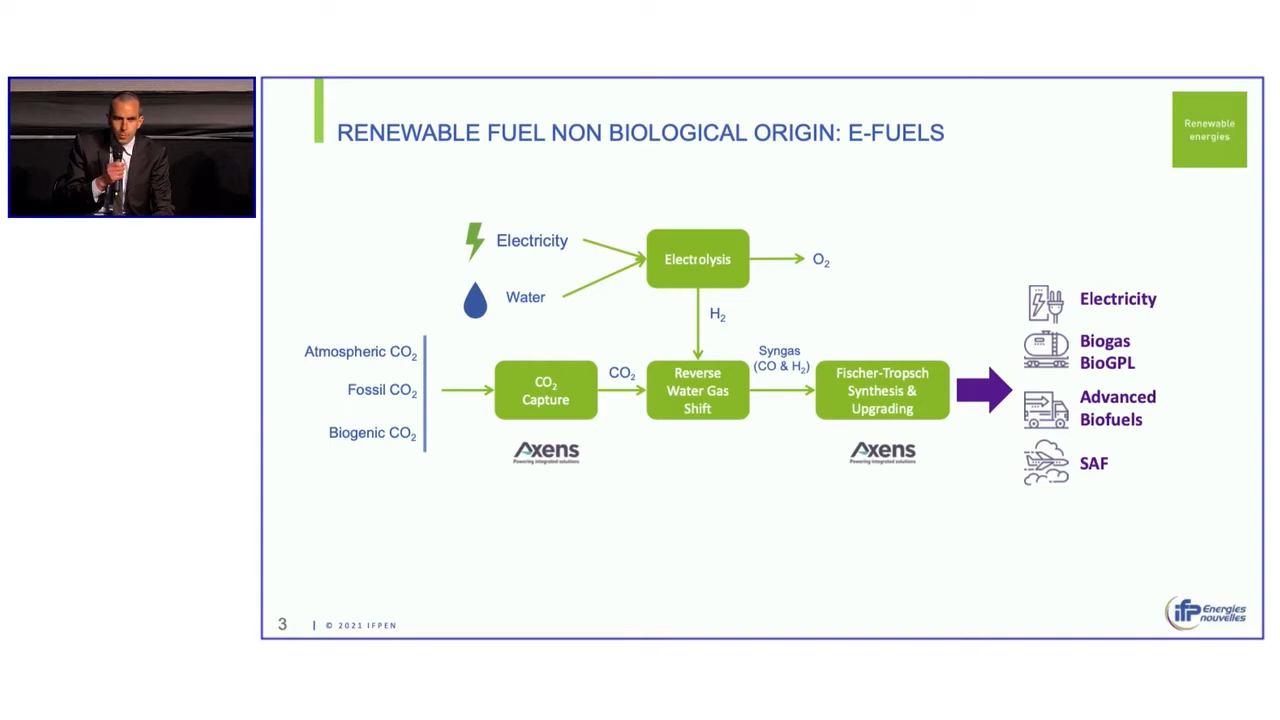 RENEWABLE FUEL NON BIOLOGICAL ORIGIN: E-FUELS
Renewable
energies
Electricity
Water
Electrolysis
O₂
H₂
Atmospheric CO₂
Fossil CO₂
Biogenic CO₂
CO₂
Capture
CO₂
Reverse
Water Gas
Shift
Syngas
(CO & H₂)
Fischer-Tropsch
Synthesis &
Upgrading
Axens
Powering integrated solutions
Axens
Powering integrated solutions
Electricity
Biogas
BioGPL
Advanced
Biofuels
SAF
3 | © 2021 IFPEN
ifp Energies
nouvelles